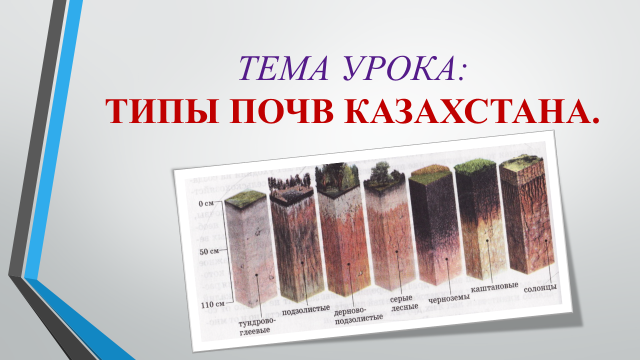 ТЕМА УРОКА:
ТИПЫ ПОЧВ КАЗАХСТАНА.
0 см
50 см
110 см
тундрово-
глеевые
подзолистые
дерново-
подзолистые
серые
лесные
черноземы
каштановые
солонцы